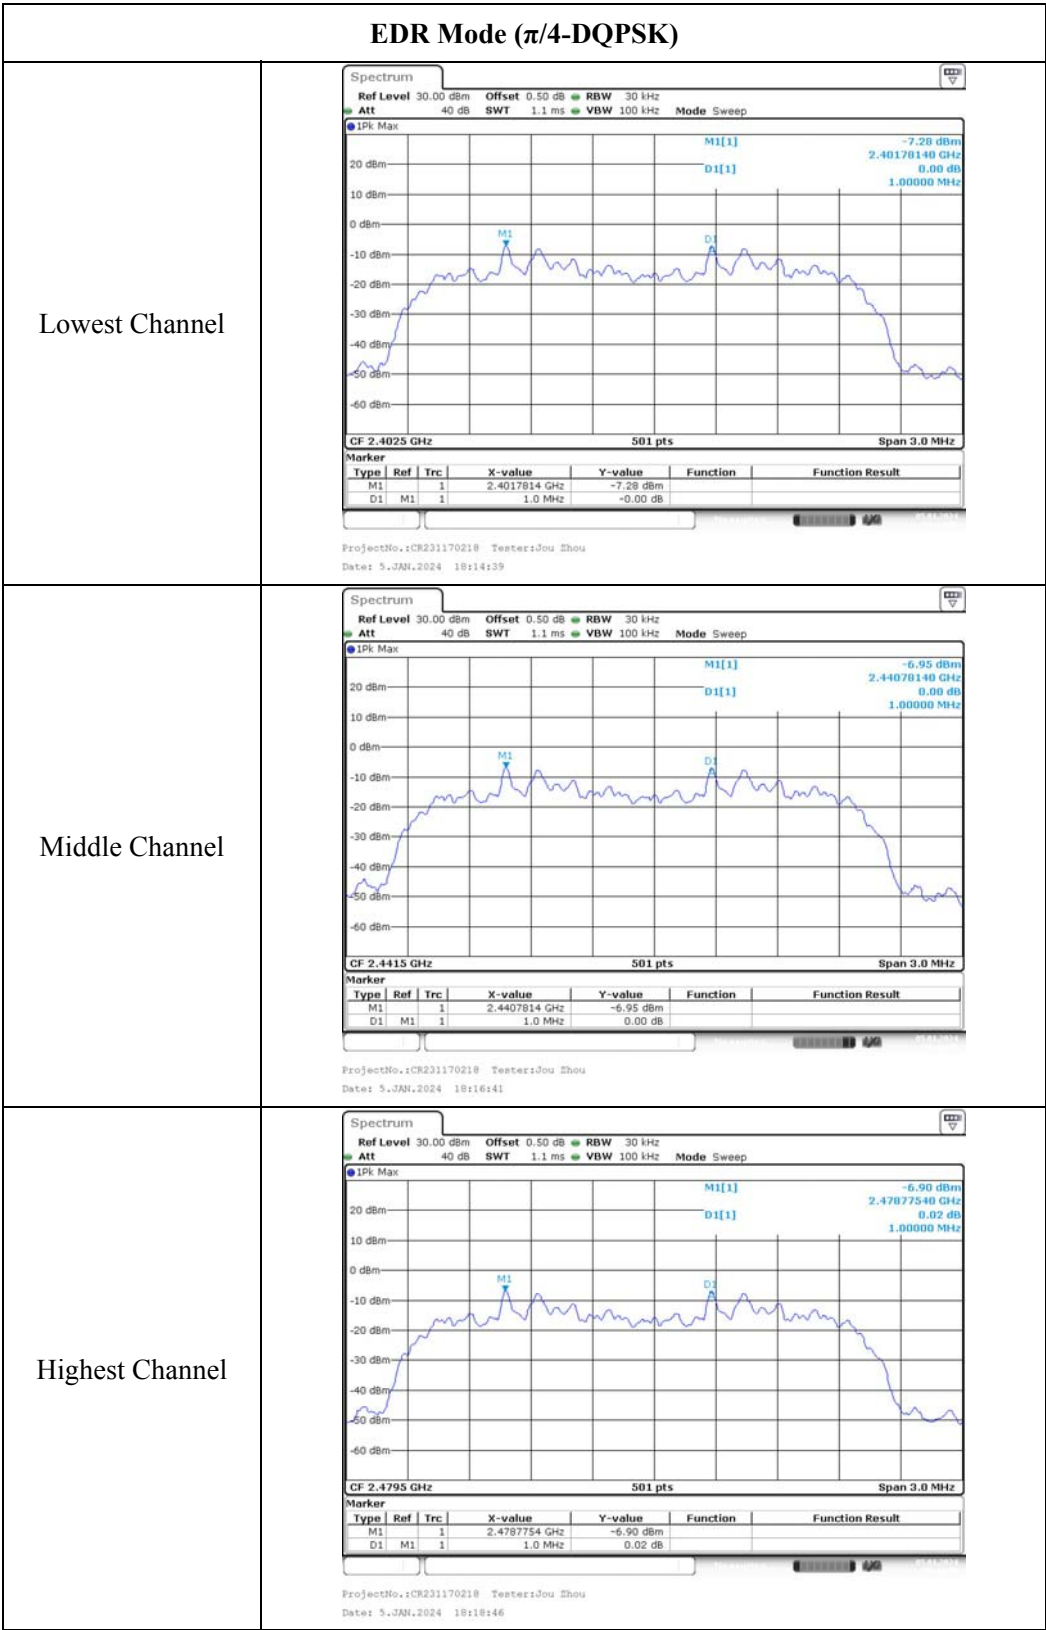 EDR Mode (π/4-DQPSK)
Lowest Channel
Spectrum
Ref Level 30.00 dBm Offset 0.50 dB RBW 30 kHz
Att 40 dB SWT 1.1 ms VBW 100 kHz Mode Sweep
1Pk Max
M1[1] -7.28 dBm
2.40178140 GHz
20 dBm
D1[1] 0.00 dB
1.00000 MHz
10 dBm
0 dBm
M1
D1
-10 dBm
-20 dBm
-30 dBm
-40 dBm
-50 dBm
-60 dBm
CF 2.4025 GHz 501 pts Span 3.0 MHz
Marker
Type Ref Trc X-value Y-value Function Function Result
M1 1 2.4017814 GHz -7.28 dBm
D1 M1 1 1.0 MHz -0.00 dB
ProjectNo.:CR231170218 Tester:Jou Zhou
Date: 5.JAN.2024 18:14:39
Middle Channel
Spectrum
Ref Level 30.00 dBm Offset 0.50 dB RBW 30 kHz
Att 40 dB SWT 1.1 ms VBW 100 kHz Mode Sweep
1Pk Max
M1[1] -6.95 dBm
2.44078140 GHz
20 dBm
D1[1] 0.00 dB
1.00000 MHz
10 dBm
0 dBm
M1
D1
-10 dBm
-20 dBm
-30 dBm
-40 dBm
-50 dBm
-60 dBm
CF 2.4415 GHz 501 pts Span 3.0 MHz
Marker
Type Ref Trc X-value Y-value Function Function Result
M1 1 2.4407814 GHz -6.95 dBm
D1 M1 1 1.0 MHz 0.00 dB
ProjectNo.:CR231170218 Tester:Jou Zhou
Date: 5.JAN.2024 18:16:41
Highest Channel
Spectrum
Ref Level 30.00 dBm Offset 0.50 dB RBW 30 kHz
Att 40 dB SWT 1.1 ms VBW 100 kHz Mode Sweep
1Pk Max
M1[1] -6.90 dBm
2.47877540 GHz
20 dBm
D1[1] 0.02 dB
1.00000 MHz
10 dBm
0 dBm
M1
D1
-10 dBm
-20 dBm
-30 dBm
-40 dBm
-50 dBm
-60 dBm
CF 2.4795 GHz 501 pts Span 3.0 MHz
Marker
Type Ref Trc X-value Y-value Function Function Result
M1 1 2.4787754 GHz -6.90 dBm
D1 M1 1 1.0 MHz 0.02 dB
ProjectNo.:CR231170218 Tester:Jou Zhou
Date: 5.JAN.2024 18:18:46